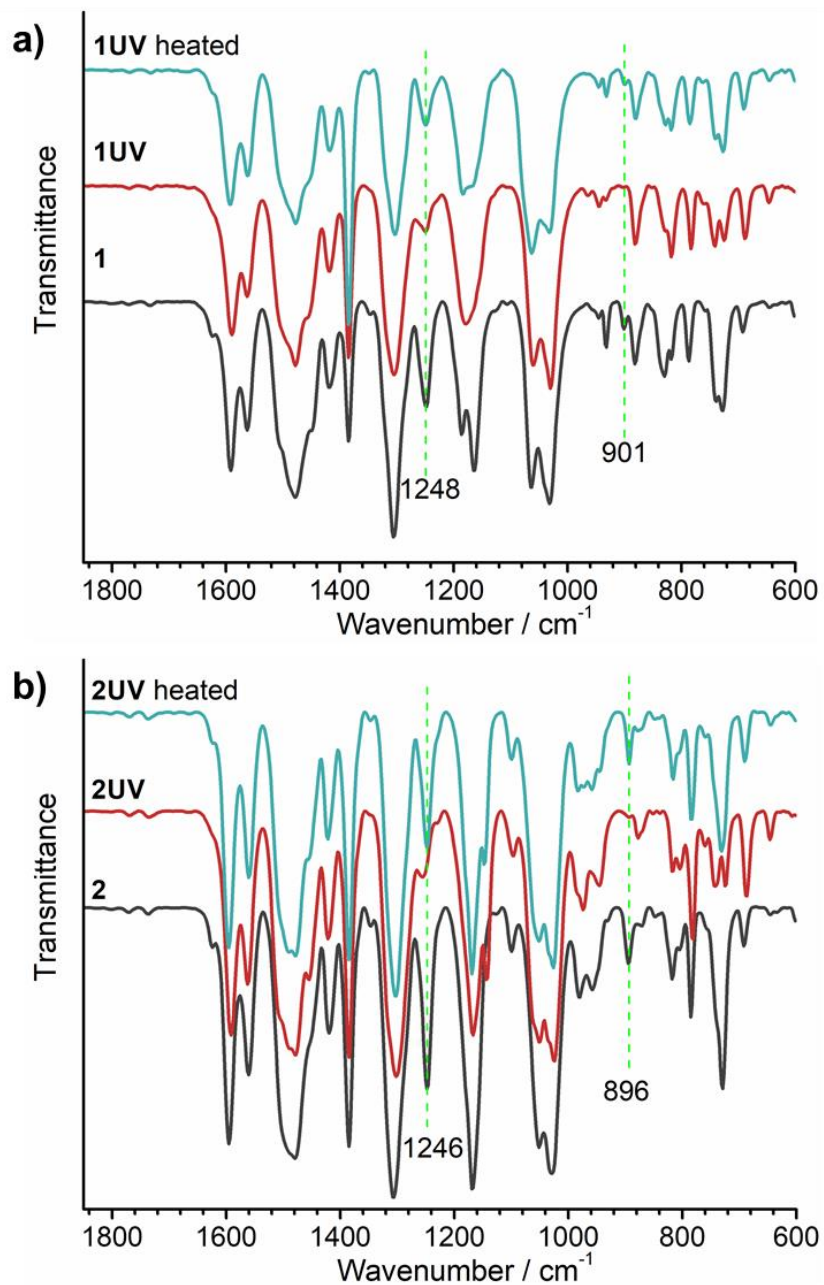 a)
1UV heated
1UV
1
Transmittance
1248
901
1800 1600 1400 1200 1000 800 600
Wavenumber / cm⁻¹
b)
2UV heated
2UV
2
Transmittance
1246
896
1800 1600 1400 1200 1000 800 600
Wavenumber / cm⁻¹